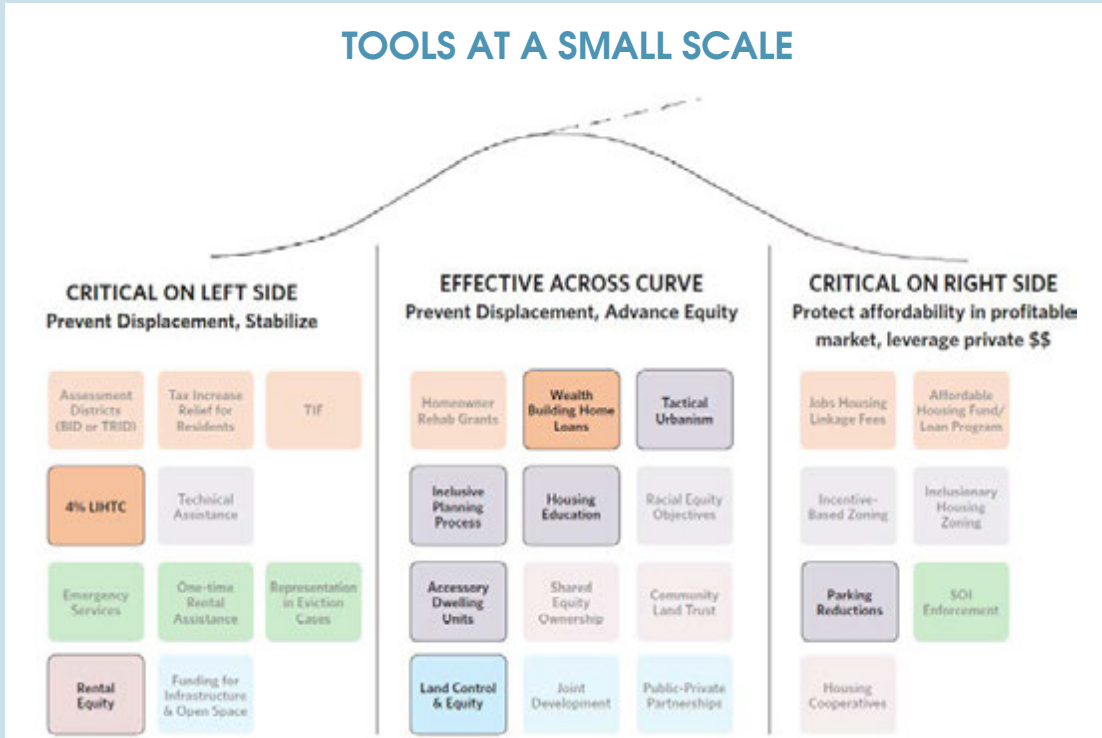 TOOLS AT A SMALL SCALE
CRITICAL ON LEFT SIDE
Prevent Displacement, Stabilize
Assessment
Districts
(BID or TRID)
Tax Increase
Relief for
Residents
TIF
4% LIHTC
Technical
Assistance
Emergency
Services
One-time
Rental
Assistance
Representation
in Eviction
Cases
Rental
Equity
Funding for
Infrastructure
& Open Space
EFFECTIVE ACROSS CURVE
Prevent Displacement, Advance Equity
Homeowner
Rehab Grants
Wealth
Building Home
Loans
Tactical
Urbanism
Inclusive
Planning
Process
Housing
Education
Racial Equity
Objectives
Accessory
Dwelling
Units
Shared
Equity
Ownership
Community
Land Trust
Land Control
& Equity
Joint
Development
Public-Private
Partnerships
CRITICAL ON RIGHT SIDE
Protect affordability in profitable
market, leverage private $$
Jobs Housing
Linkage Fees
Affordable
Housing Fund/
Loan Program
Incentive-
Based Zoning
Inclusionary
Housing
Zoning
Parking
Reductions
SOI
Enforcement
Housing
Cooperatives